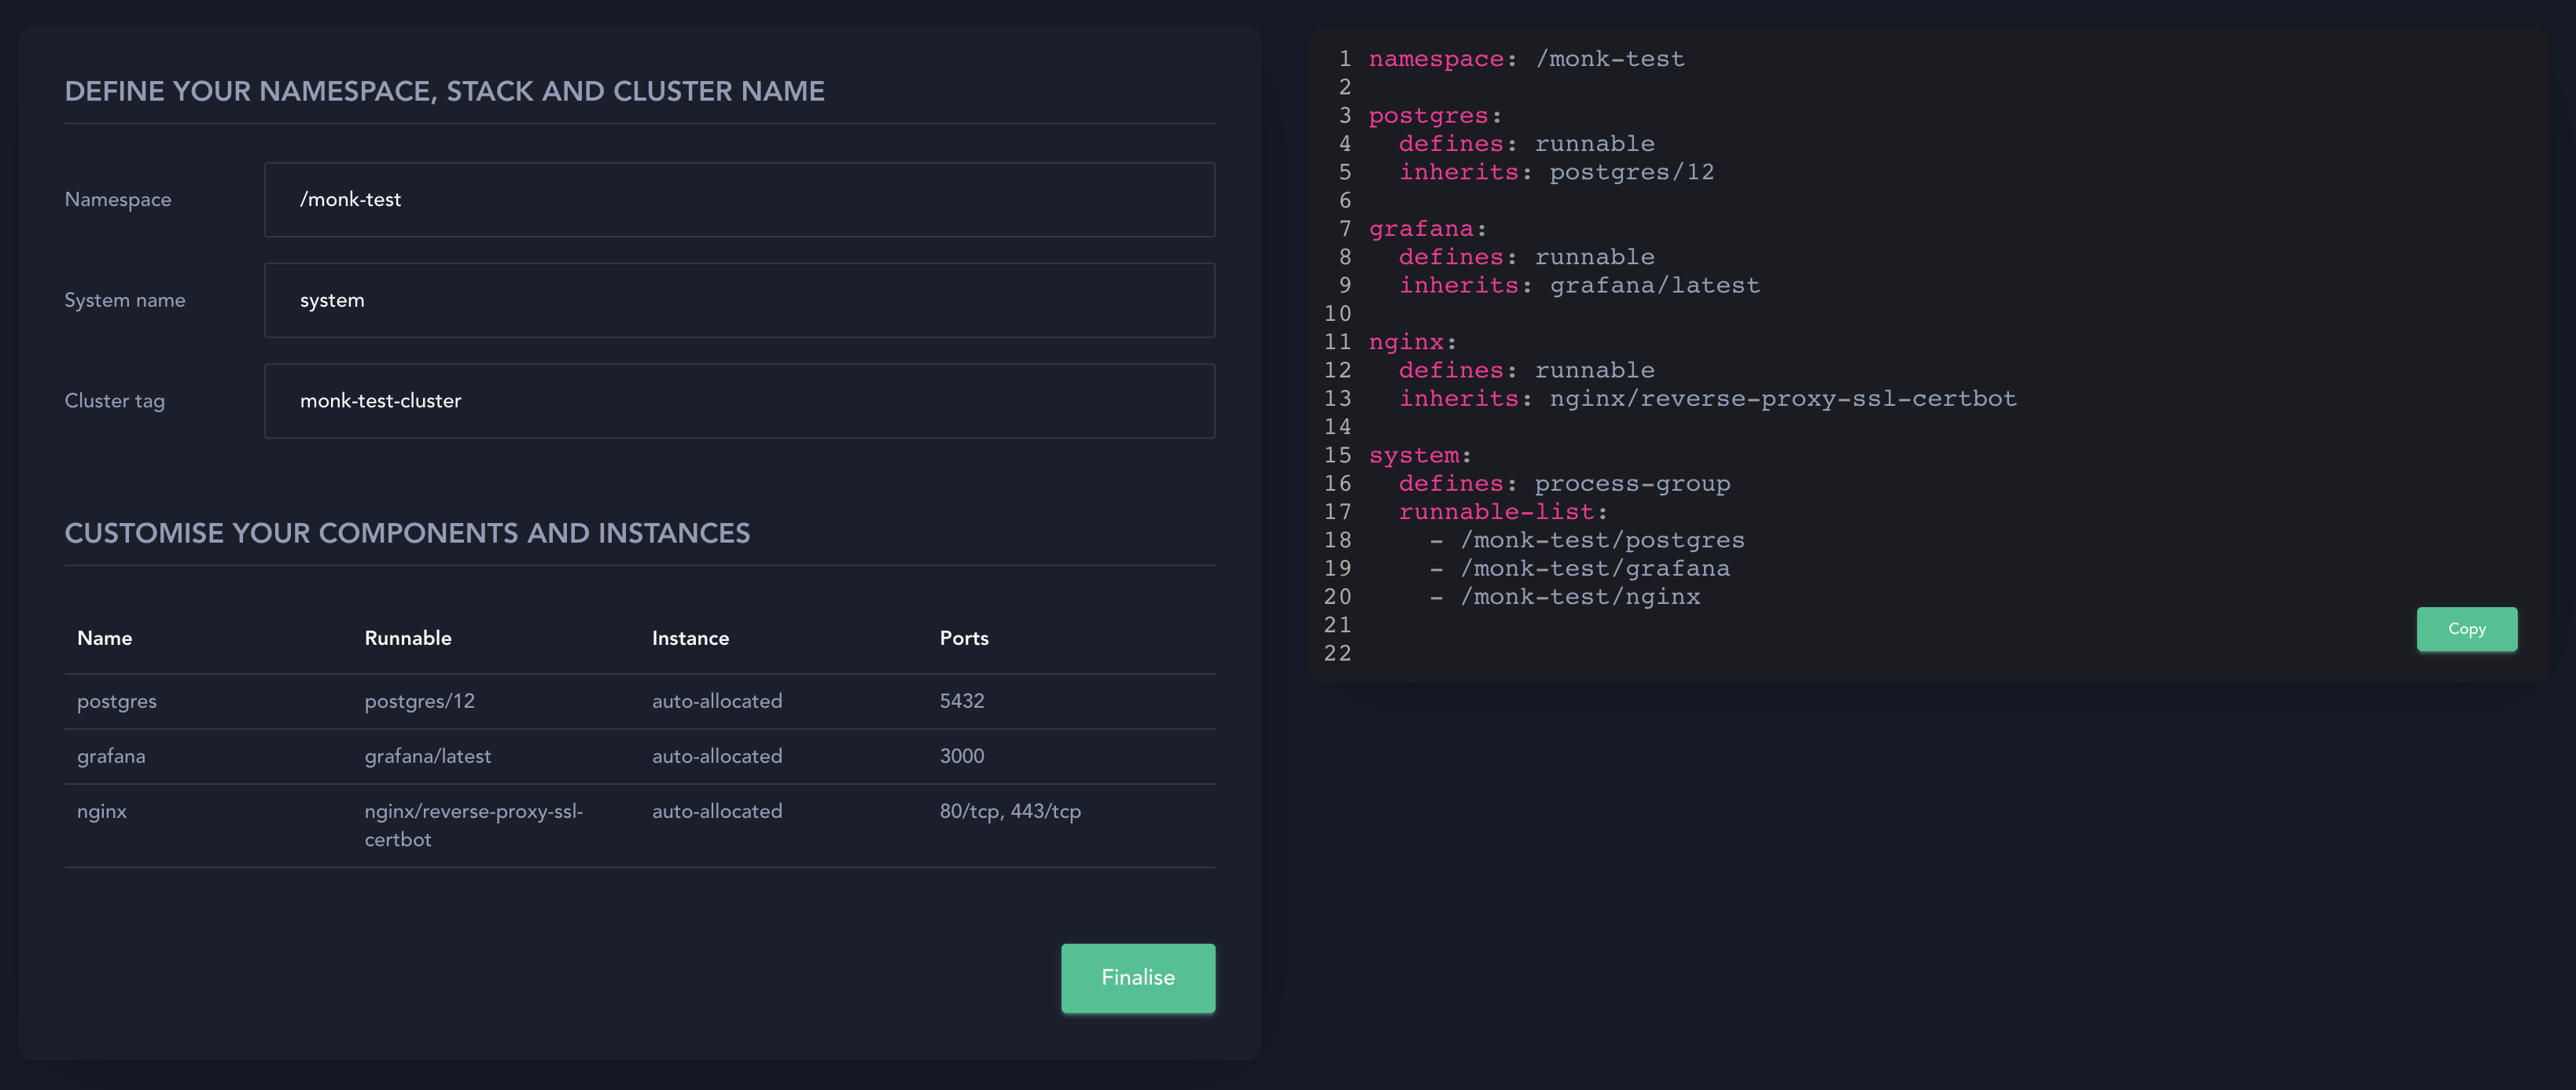 DEFINE YOUR NAMESPACE, STACK AND CLUSTER NAME
Namespace
/monk-test
System name
system
Cluster tag
monk-test-cluster
CUSTOMISE YOUR COMPONENTS AND INSTANCES
Name Runnable Instance Ports
postgres postgres/12 auto-allocated 5432
grafana grafana/latest auto-allocated 3000
nginx nginx/reverse-proxy-ssl- auto-allocated 80/tcp, 443/tcp
certbot
Finalise
1 namespace: /monk-test
2
3 postgres:
4   defines: runnable
5   inherits: postgres/12
6
7 grafana:
8   defines: runnable
9   inherits: grafana/latest
10
11 nginx:
12   defines: runnable
13   inherits: nginx/reverse-proxy-ssl-certbot
14
15 system:
16   defines: process-group
17   runnable-list:
18     - /monk-test/postgres
19     - /monk-test/grafana
20     - /monk-test/nginx
21
22
Copy